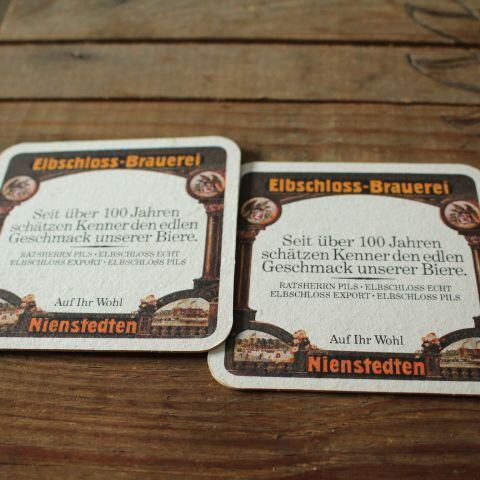 Elbschloss-Brauerei
Seit über 100 Jahren
schätzen Kenner den edlen
Geschmack unserer Biere.
RATSHERRN PILS · ELBSCHLOSS ECHT
ELBSCHLOSS EXPORT · ELBSCHLOSS PILS
Auf Ihr Wohl
Nienstedten
Elbschloss-Brauerei
Seit über 100 Jahren
schätzen Kenner den edlen
Geschmack unserer Biere.
RATSHERRN PILS · ELBSCHLOSS ECHT
ELBSCHLOSS EXPORT · ELBSCHLOSS PILS
Auf Ihr Wohl
Nienstedten